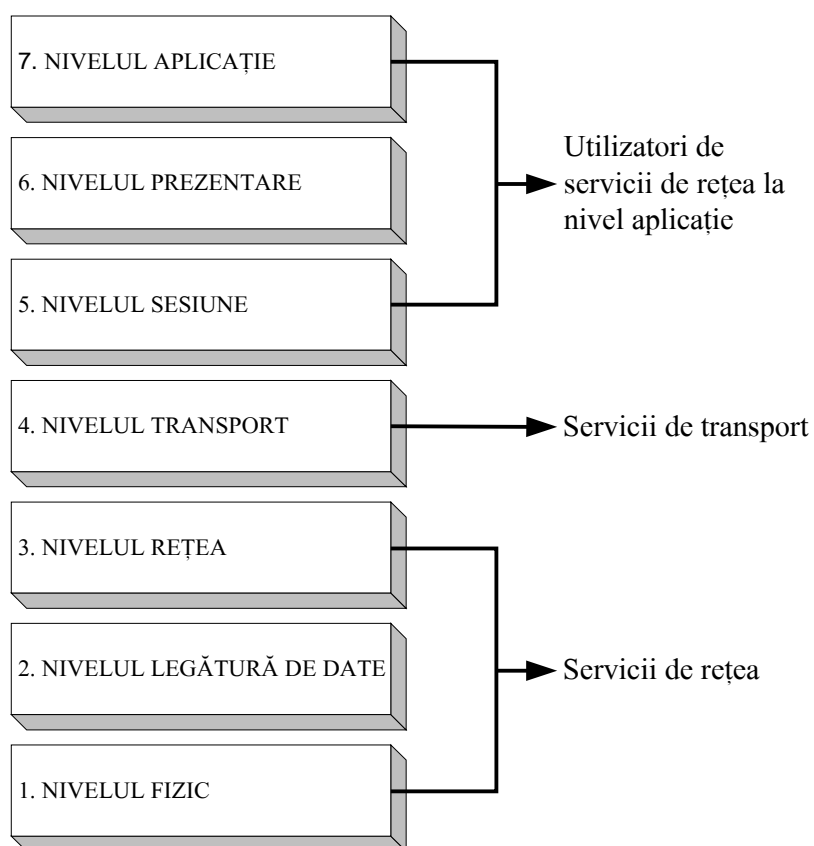 7. NIVELUL APLICAȚIE
6. NIVELUL PREZENTARE
5. NIVELUL SESIUNE
Utilizatori de
servicii de rețea la
nivel aplicație
4. NIVELUL TRANSPORT
Servicii de transport
3. NIVELUL REȚEA
2. NIVELUL LEGĂTURĂ DE DATE
1. NIVELUL FIZIC
Servicii de rețea